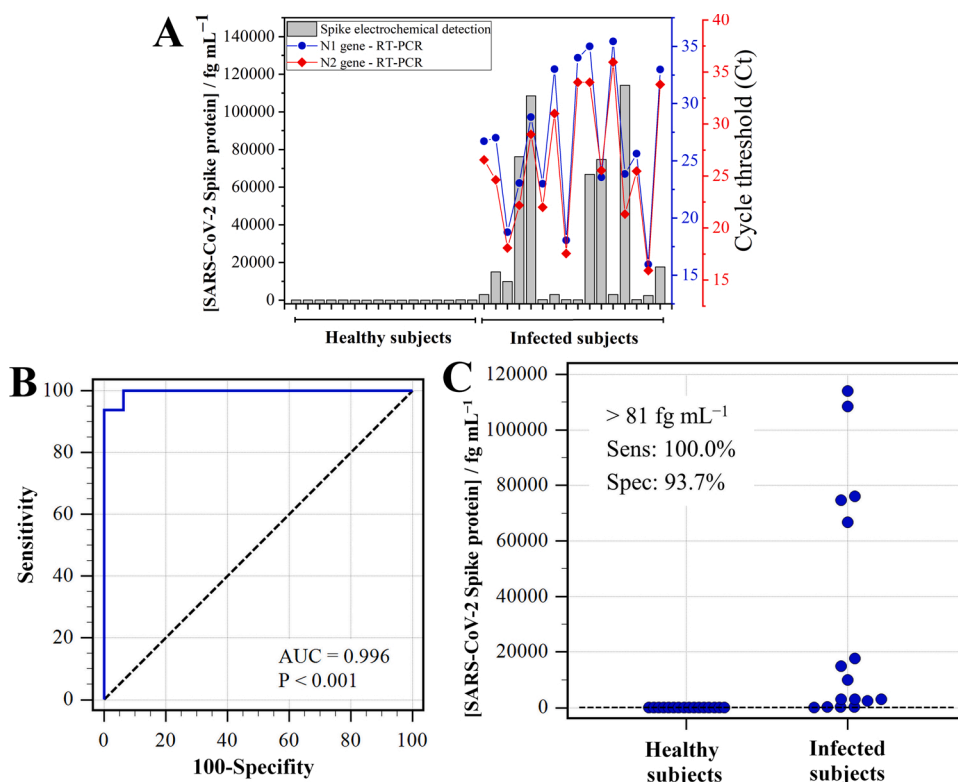 A
Spike electrochemical detection
N1 gene - RT-PCR
N2 gene - RT-PCR
[SARS-CoV-2 Spike protein] / fg mL⁻¹
140000
120000
100000
80000
60000
40000
20000
0
35
30
25
20
15
40
35
30
25
20
15
Cycle threshold (Ct)
Healthy subjects
Infected subjects
B
Sensitivity
100
80
60
40
20
0
AUC = 0.996
P < 0.001
0 20 40 60 80 100
100-Specifity
C
[SARS-CoV-2 Spike protein] / fg mL⁻¹
120000
100000
80000
60000
40000
20000
0
> 81 fg mL⁻¹
Sens: 100.0%
Spec: 93.7%
Healthy
subjects
Infected
subjects